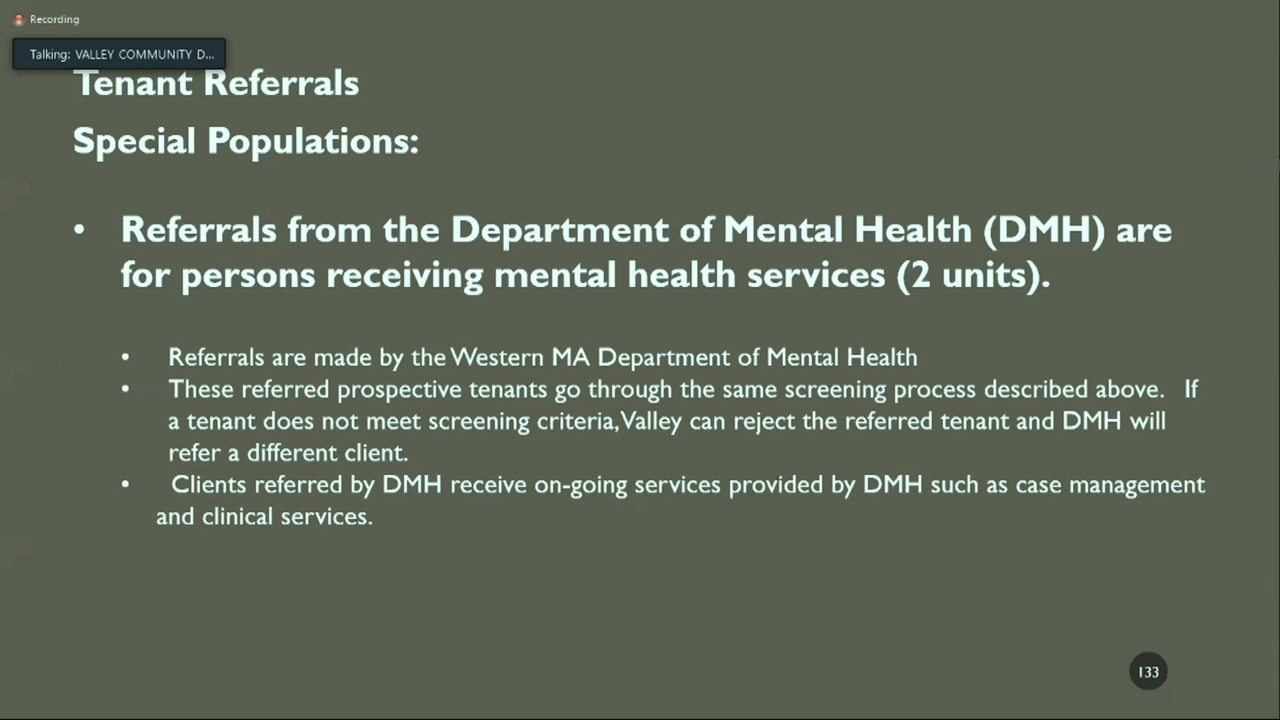 Recording
Talking: VALLEY COMMUNITY D...
Tenant Referrals
Special Populations:
• Referrals from the Department of Mental Health (DMH) are
for persons receiving mental health services (2 units).
• Referrals are made by the Western MA Department of Mental Health
• These referred prospective tenants go through the same screening process described above. If
a tenant does not meet screening criteria, Valley can reject the referred tenant and DMH will
refer a different client.
• Clients referred by DMH receive on-going services provided by DMH such as case management
and clinical services.
133